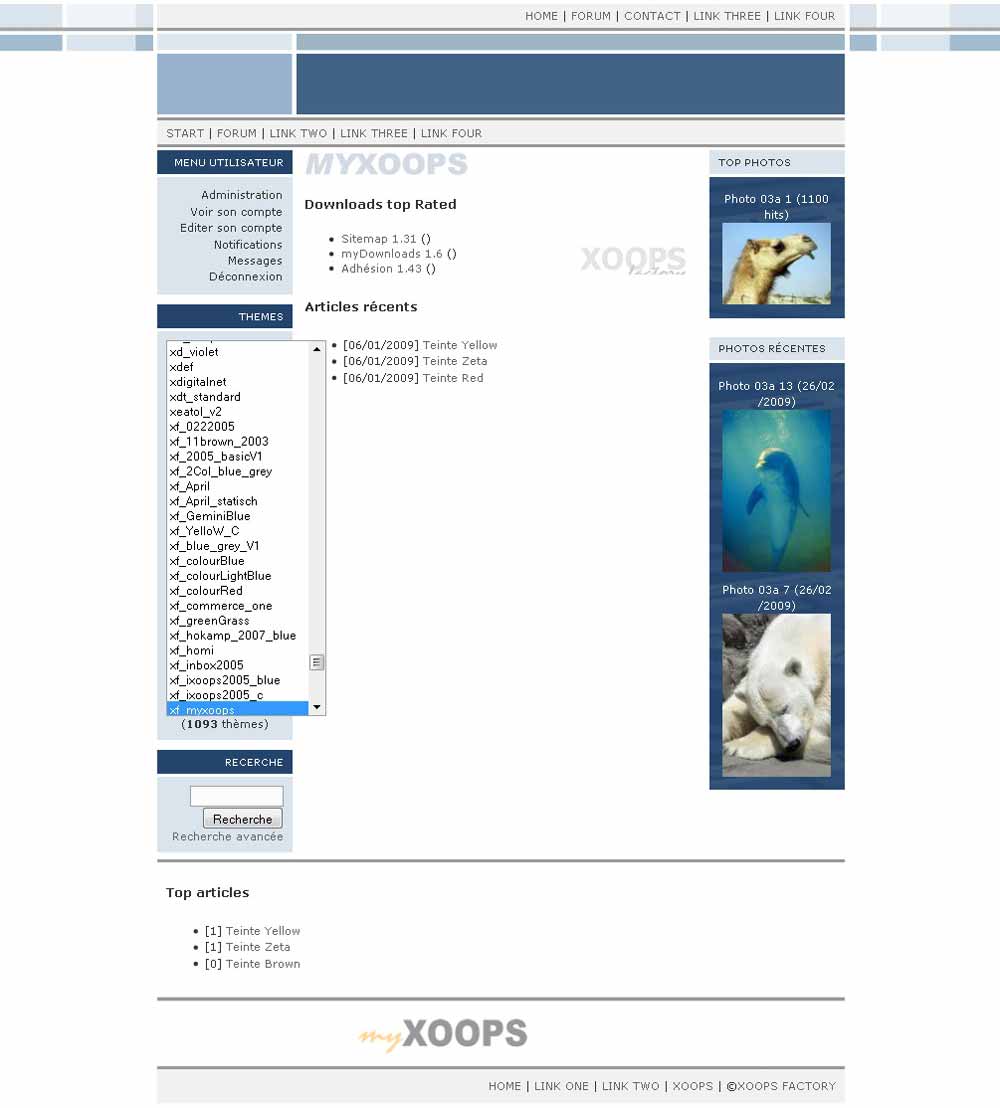 HOME | FORUM | CONTACT | LINK THREE | LINK FOUR
START | FORUM | LINK TWO | LINK THREE | LINK FOUR
MENU UTILISATEUR
Administration
Voir son compte
Editer son compte
Notifications
Messages
Déconnexion
THEMES
xd_violet
xdef
xdigitalnet
xdt_standard
xeatol_v2
xf_0222005
xf_11brown_2003
xf_2005_basicV1
xf_2Col_blue_grey
xf_April
xf_April_statisch
xf_GeminiBlue
xf_YelloW_C
xf_blue_grey_V1
xf_colourBlue
xf_colourLightBlue
xf_colourRed
xf_commerce_one
xf_greenGrass
xf_hokamp_2007_blue
xf_homi
xf_inbox2005
xf_ixoops2005_blue
xf_ixoops2005_c
xf_myxoops
(1093 thèmes)
RECERCHE
Recherche
Recherche avancée
MYXOOPS
Downloads top Rated
Sitemap 1.31 ()
myDownloads 1.6 ()
Adhésion 1.43 ()
XOOPS
factory
Articles récents
[06/01/2009] Teinte Yellow
[06/01/2009] Teinte Zeta
[06/01/2009] Teinte Red
TOP PHOTOS
Photo 03a 1 (1100
hits)
PHOTOS RÉCENTES
Photo 03a 13 (26/02
/2009)
Photo 03a 7 (26/02
/2009)
Top articles
[1] Teinte Yellow
[1] Teinte Zeta
[0] Teinte Brown
myXOOPS
HOME | LINK ONE | LINK TWO | XOOPS | ©XOOPS FACTORY